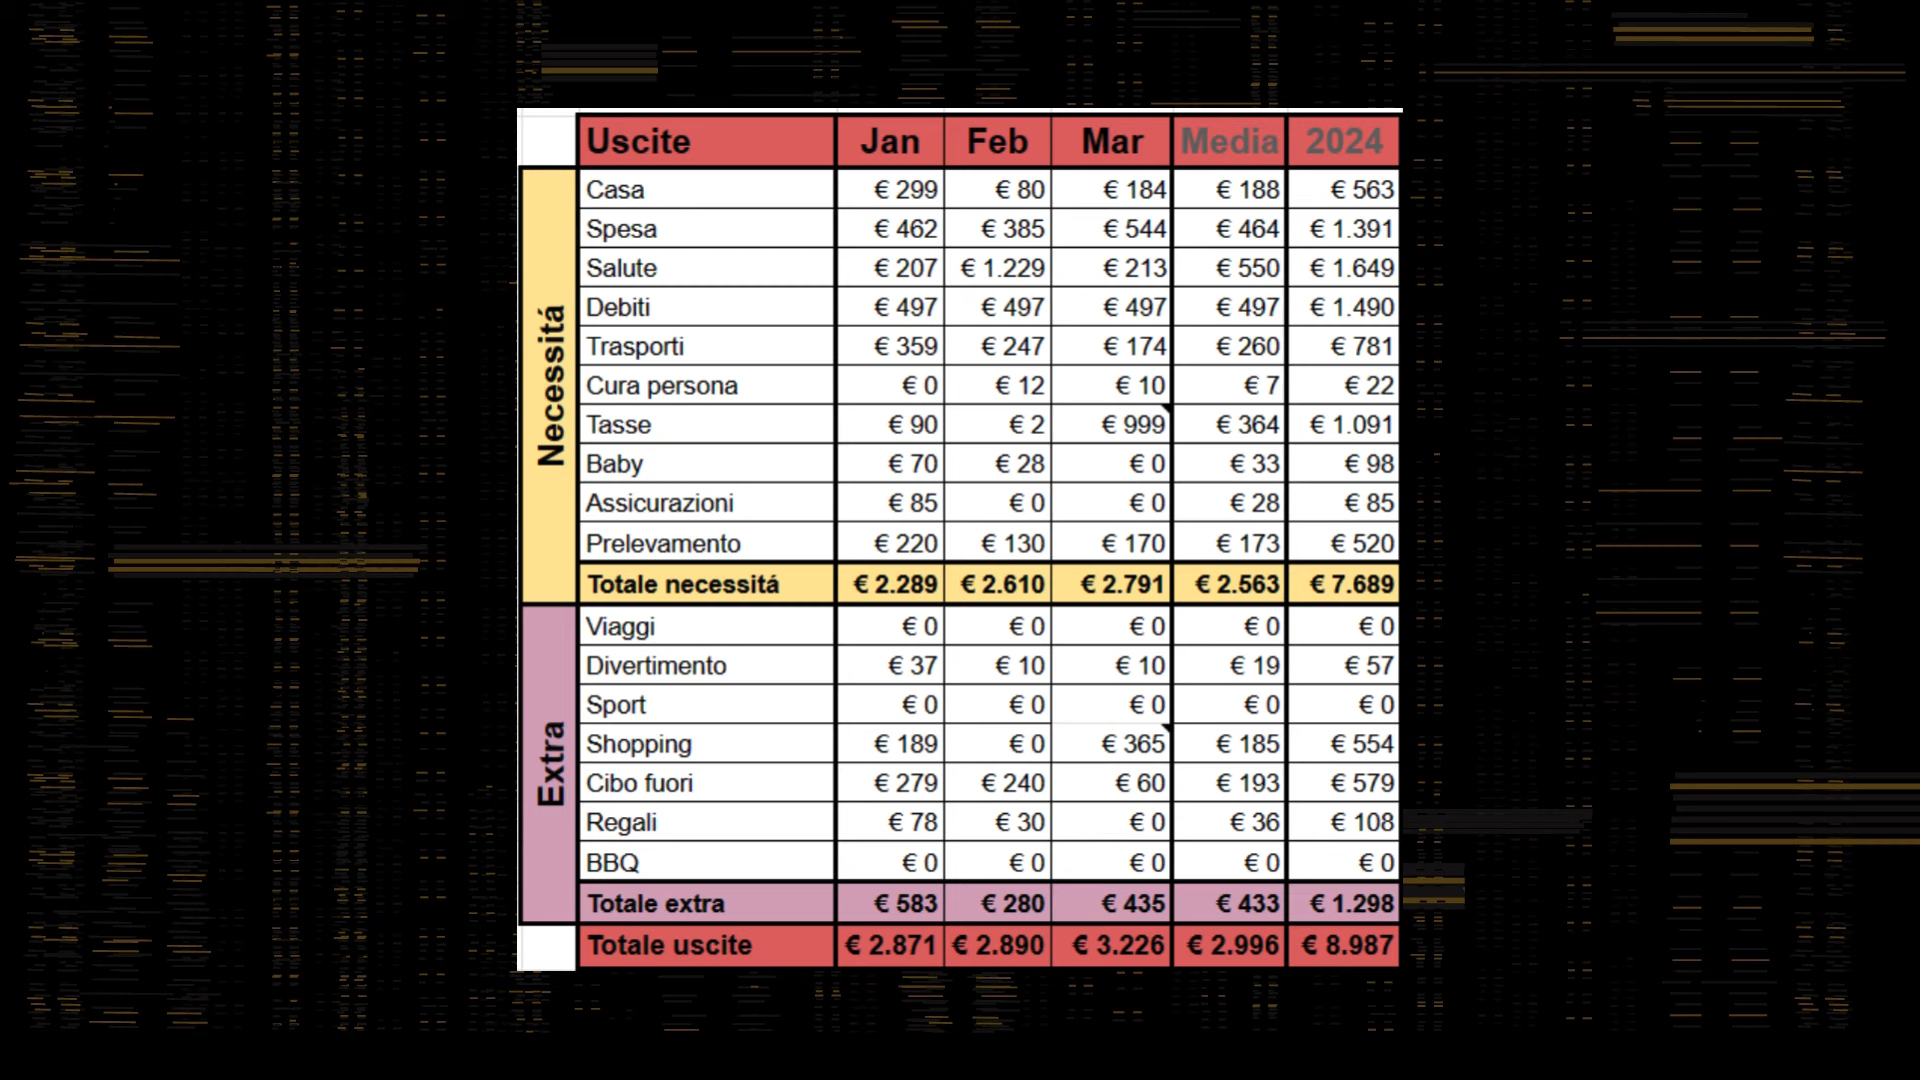 Uscite Jan Feb Mar Media 2024
Necessitá
Casa € 299 € 80 € 184 € 188 € 563
Spesa € 462 € 385 € 544 € 464 € 1.391
Salute € 207 € 1.229 € 213 € 550 € 1.649
Debiti € 497 € 497 € 497 € 497 € 1.490
Trasporti € 359 € 247 € 174 € 260 € 781
Cura persona € 0 € 12 € 10 € 7 € 22
Tasse € 90 € 2 € 999 € 364 € 1.091
Baby € 70 € 28 € 0 € 33 € 98
Assicurazioni € 85 € 0 € 0 € 28 € 85
Prelevamento € 220 € 130 € 170 € 173 € 520
Totale necessitá € 2.289 € 2.610 € 2.791 € 2.563 € 7.689
Extra
Viaggi € 0 € 0 € 0 € 0 € 0
Divertimento € 37 € 10 € 10 € 19 € 57
Sport € 0 € 0 € 0 € 0 € 0
Shopping € 189 € 0 € 365 € 185 € 554
Cibo fuori € 279 € 240 € 60 € 193 € 579
Regali € 78 € 30 € 0 € 36 € 108
BBQ € 0 € 0 € 0 € 0 € 0
Totale extra € 583 € 280 € 435 € 433 € 1.298
Totale uscite € 2.871 € 2.890 € 3.226 € 2.996 € 8.987